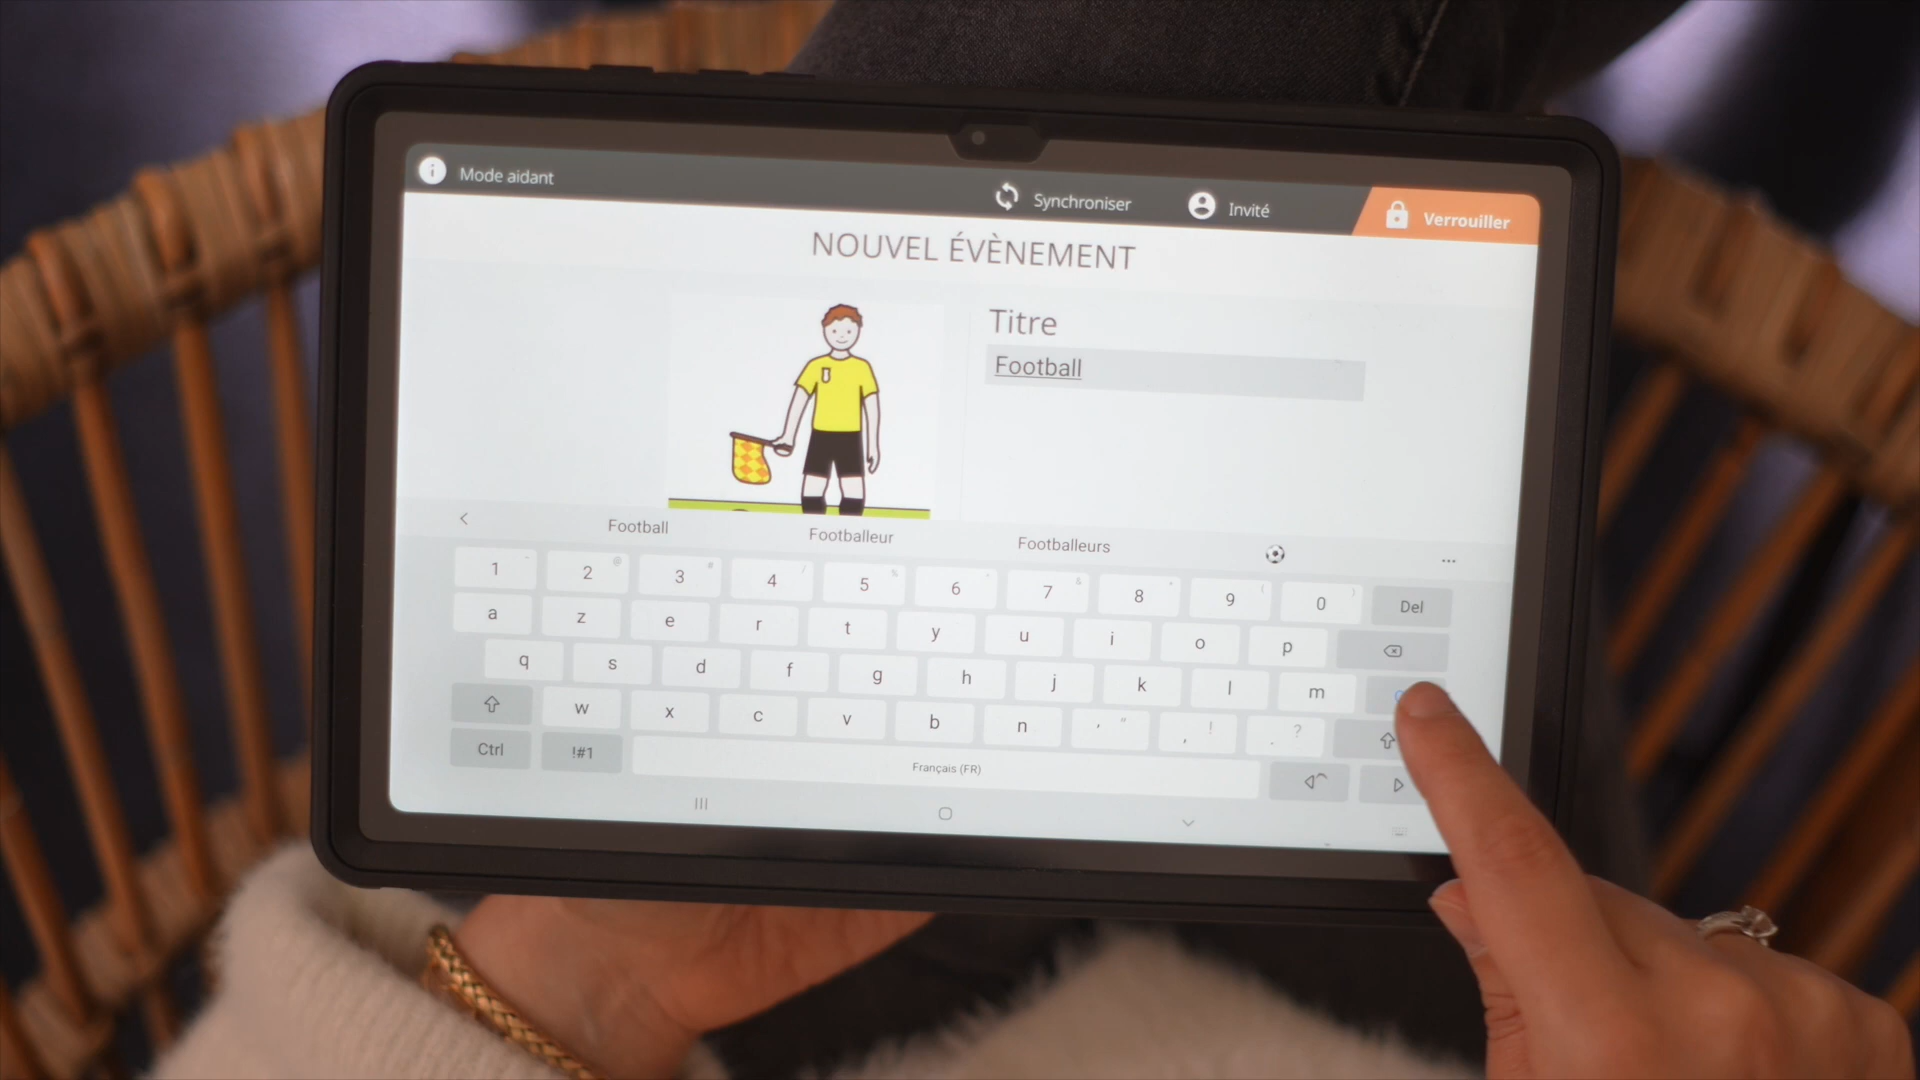 Mode aidant
Synchroniser
Invité
Verrouiller
NOUVEL ÉVÈNEMENT
Titre
Football
Football Footballeur Footballeurs ...
1 2 @ 3 # 4 / 5 % 6 7 & 8 * 9 ( 0 ) Del
a z e r t y u i o p
q s d f g h j k l m
w x c v b n ' " , ! . ?
Ctrl !#1 Français (FR)